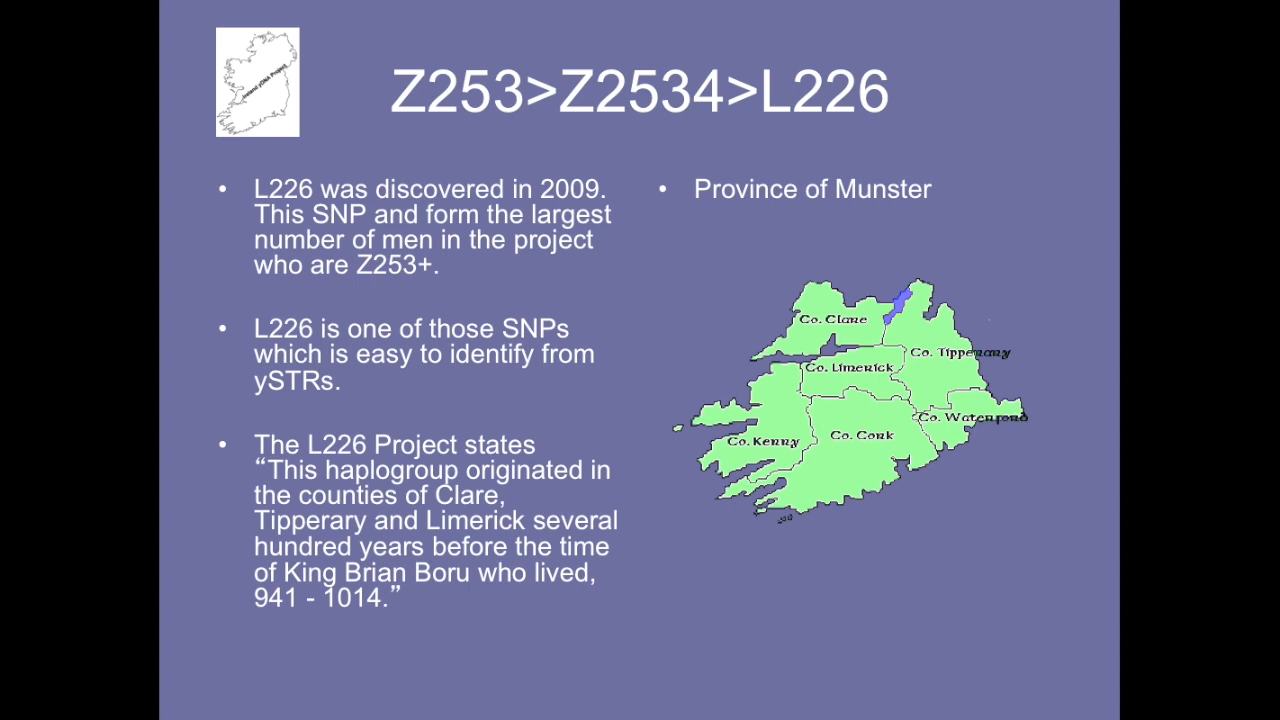 Ireland yDNA Project
Z253>Z2534>L226
• L226 was discovered in 2009.
This SNP and form the largest
number of men in the project
who are Z253+.
• L226 is one of those SNPs
which is easy to identify from
ySTRs.
• The L226 Project states
“This haplogroup originated in
the counties of Clare,
Tipperary and Limerick several
hundred years before the time
of King Brian Boru who lived,
941 - 1014.”
• Province of Munster
Co. Clare
Co. Tipperary
Co. Limerick
Co. Waterford
Co. Kerry
Co. Cork